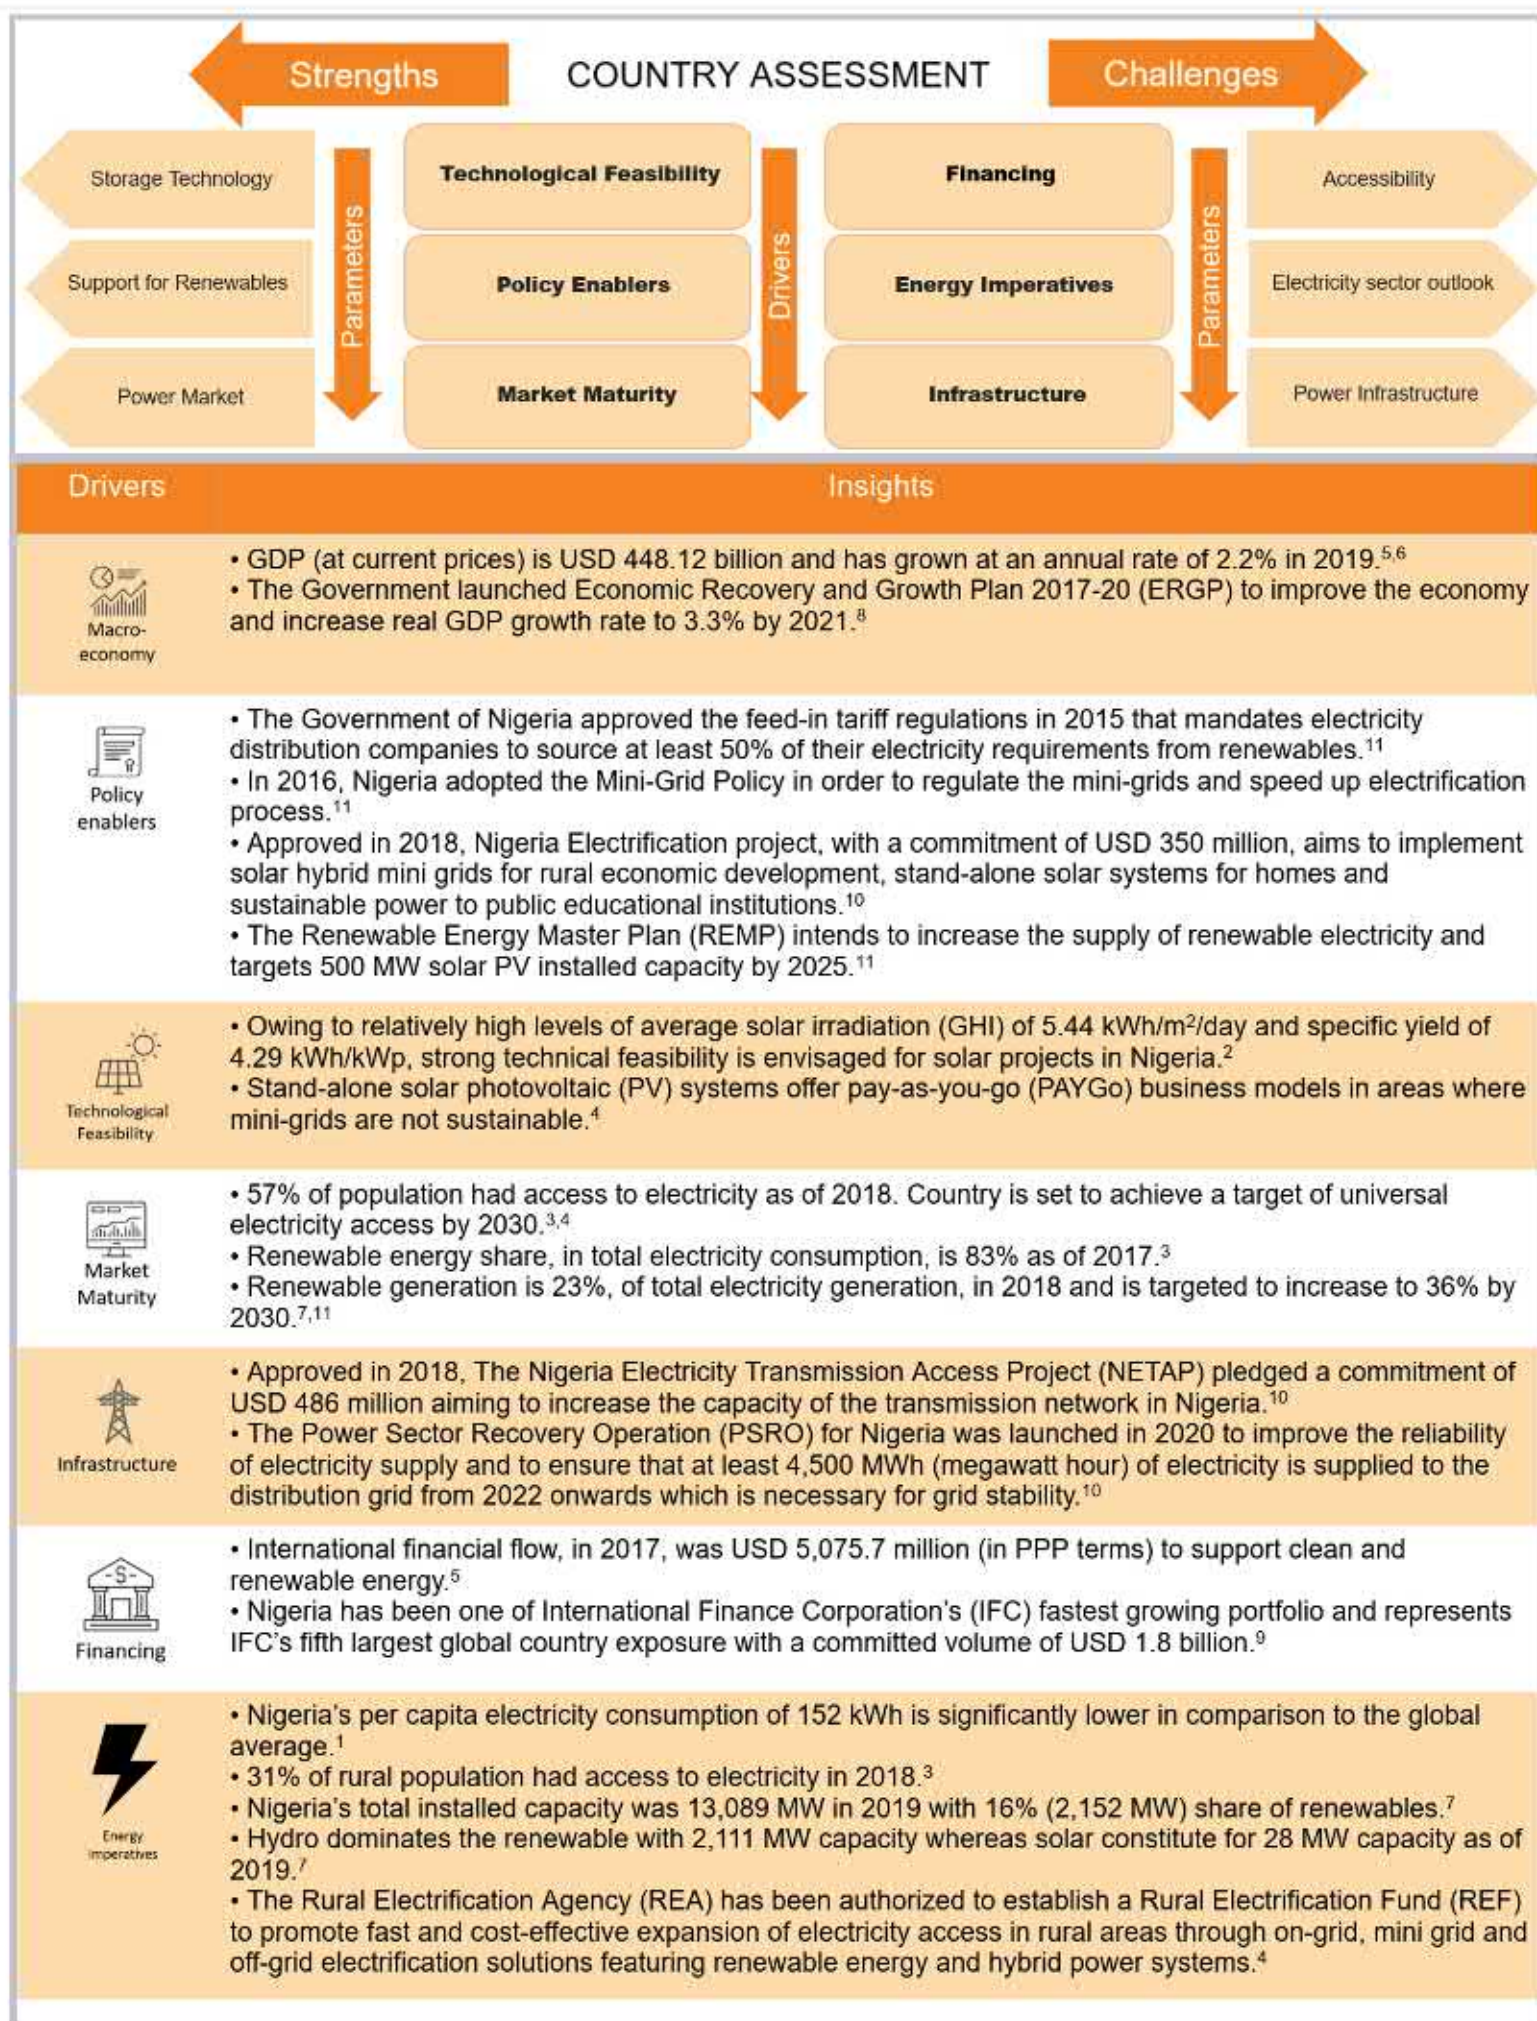 Strengths
COUNTRY ASSESSMENT
Challenges
Storage Technology
Technological Feasibility
Financing
Accessibility
Parameters
Drivers
Parameters
Support for Renewables
Policy Enablers
Energy Imperatives
Electricity sector outlook
Power Market
Market Maturity
Infrastructure
Power Infrastructure
Drivers
Insights
Macro-
economy
• GDP (at current prices) is USD 448.12 billion and has grown at an annual rate of 2.2% in 2019.5,6
• The Government launched Economic Recovery and Growth Plan 2017-20 (ERGP) to improve the economy
and increase real GDP growth rate to 3.3% by 2021.8
Policy
enablers
• The Government of Nigeria approved the feed-in tariff regulations in 2015 that mandates electricity
distribution companies to source at least 50% of their electricity requirements from renewables.11
• In 2016, Nigeria adopted the Mini-Grid Policy in order to regulate the mini-grids and speed up electrification
process.11
• Approved in 2018, Nigeria Electrification project, with a commitment of USD 350 million, aims to implement
solar hybrid mini grids for rural economic development, stand-alone solar systems for homes and
sustainable power to public educational institutions.10
• The Renewable Energy Master Plan (REMP) intends to increase the supply of renewable electricity and
targets 500 MW solar PV installed capacity by 2025.11
Technological
Feasibility
• Owing to relatively high levels of average solar irradiation (GHI) of 5.44 kWh/m2/day and specific yield of
4.29 kWh/kWp, strong technical feasibility is envisaged for solar projects in Nigeria.2
• Stand-alone solar photovoltaic (PV) systems offer pay-as-you-go (PAYGo) business models in areas where
mini-grids are not sustainable.4
Market
Maturity
• 57% of population had access to electricity as of 2018. Country is set to achieve a target of universal
electricity access by 2030.3,4
• Renewable energy share, in total electricity consumption, is 83% as of 2017.3
• Renewable generation is 23%, of total electricity generation, in 2018 and is targeted to increase to 36% by
2030.7,11
Infrastructure
• Approved in 2018, The Nigeria Electricity Transmission Access Project (NETAP) pledged a commitment of
USD 486 million aiming to increase the capacity of the transmission network in Nigeria.10
• The Power Sector Recovery Operation (PSRO) for Nigeria was launched in 2020 to improve the reliability
of electricity supply and to ensure that at least 4,500 MWh (megawatt hour) of electricity is supplied to the
distribution grid from 2022 onwards which is necessary for grid stability.10
-S-
Financing
• International financial flow, in 2017, was USD 5,075.7 million (in PPP terms) to support clean and
renewable energy.5
• Nigeria has been one of International Finance Corporation's (IFC) fastest growing portfolio and represents
IFC's fifth largest global country exposure with a committed volume of USD 1.8 billion.9
Energy
Imperatives
• Nigeria's per capita electricity consumption of 152 kWh is significantly lower in comparison to the global
average.1
• 31% of rural population had access to electricity in 2018.3
• Nigeria's total installed capacity was 13,089 MW in 2019 with 16% (2,152 MW) share of renewables.7
• Hydro dominates the renewable with 2,111 MW capacity whereas solar constitute for 28 MW capacity as of
2019.7
• The Rural Electrification Agency (REA) has been authorized to establish a Rural Electrification Fund (REF)
to promote fast and cost-effective expansion of electricity access in rural areas through on-grid, mini grid and
off-grid electrification solutions featuring renewable energy and hybrid power systems.4